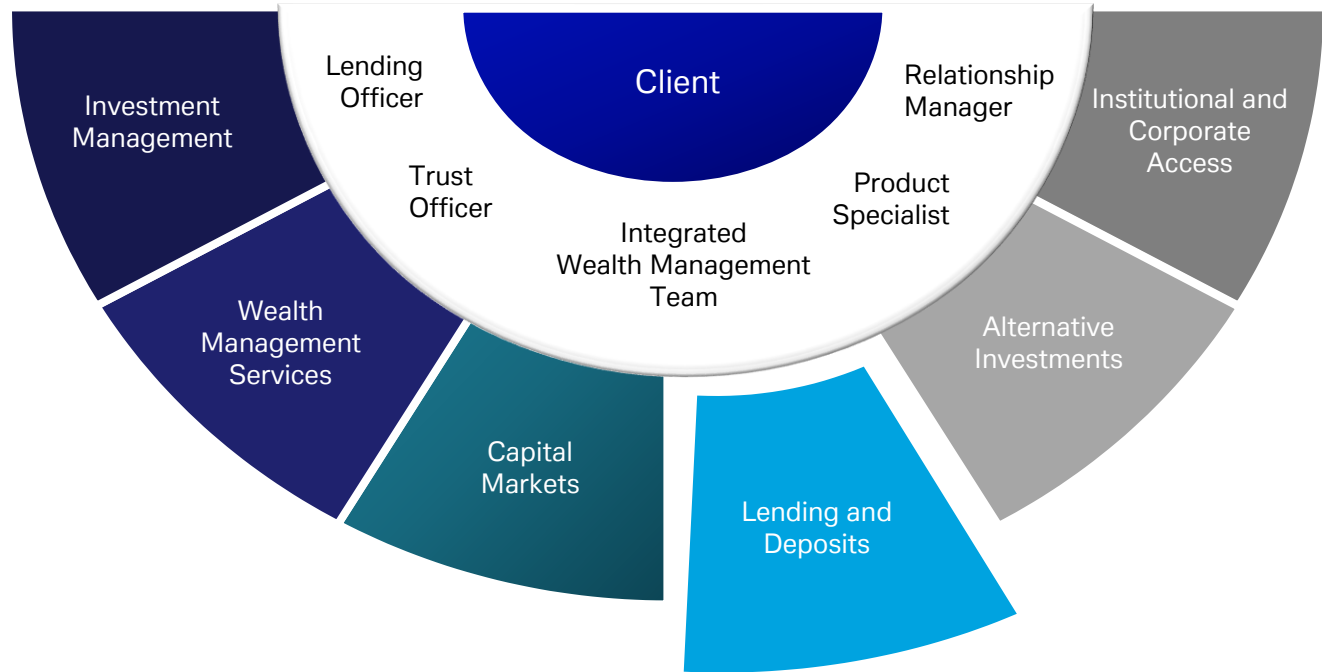 Client
Lending
Officer
Trust
Officer
Integrated
Wealth Management
Team
Product
Specialist
Relationship
Manager
Investment
Management
Wealth
Management
Services
Capital
Markets
Lending and
Deposits
Alternative
Investments
Institutional and
Corporate
Access